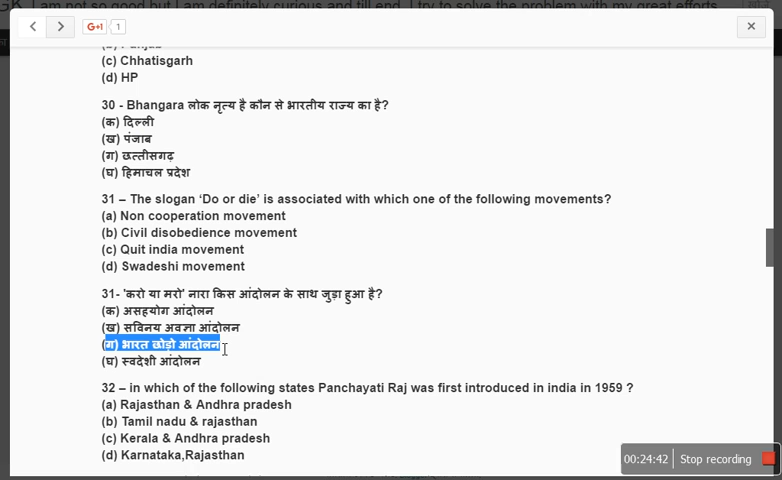 GK. I am not so good but I am definitely curious and till end, I try to solve the problem with my great efforts
G+1 1
(c) Chhatisgarh
(d) HP
30 - Bhangara लोक नृत्य है कौन से भारतीय राज्य का है?
(क) दिल्ली
(ख) पंजाब
(ग) छत्तीसगढ़
(घ) हिमाचल प्रदेश
31 – The slogan ‘Do or die’ is associated with which one of the following movements?
(a) Non cooperation movement
(b) Civil disobedience movement
(c) Quit india movement
(d) Swadeshi movement
31- 'करो या मरो' नारा किस आंदोलन के साथ जुड़ा हुआ है?
(क) असहयोग आंदोलन
(ख) सविनय अवज्ञा आंदोलन
(ग) भारत छोड़ो आंदोलन
(घ) स्वदेशी आंदोलन
32 – in which of the following states Panchayati Raj was first introduced in india in 1959 ?
(a) Rajasthan & Andhra pradesh
(b) Tamil nadu & rajasthan
(c) Kerala & Andhra pradesh
(d) Karnataka,Rajasthan
00:24:42 Stop recording